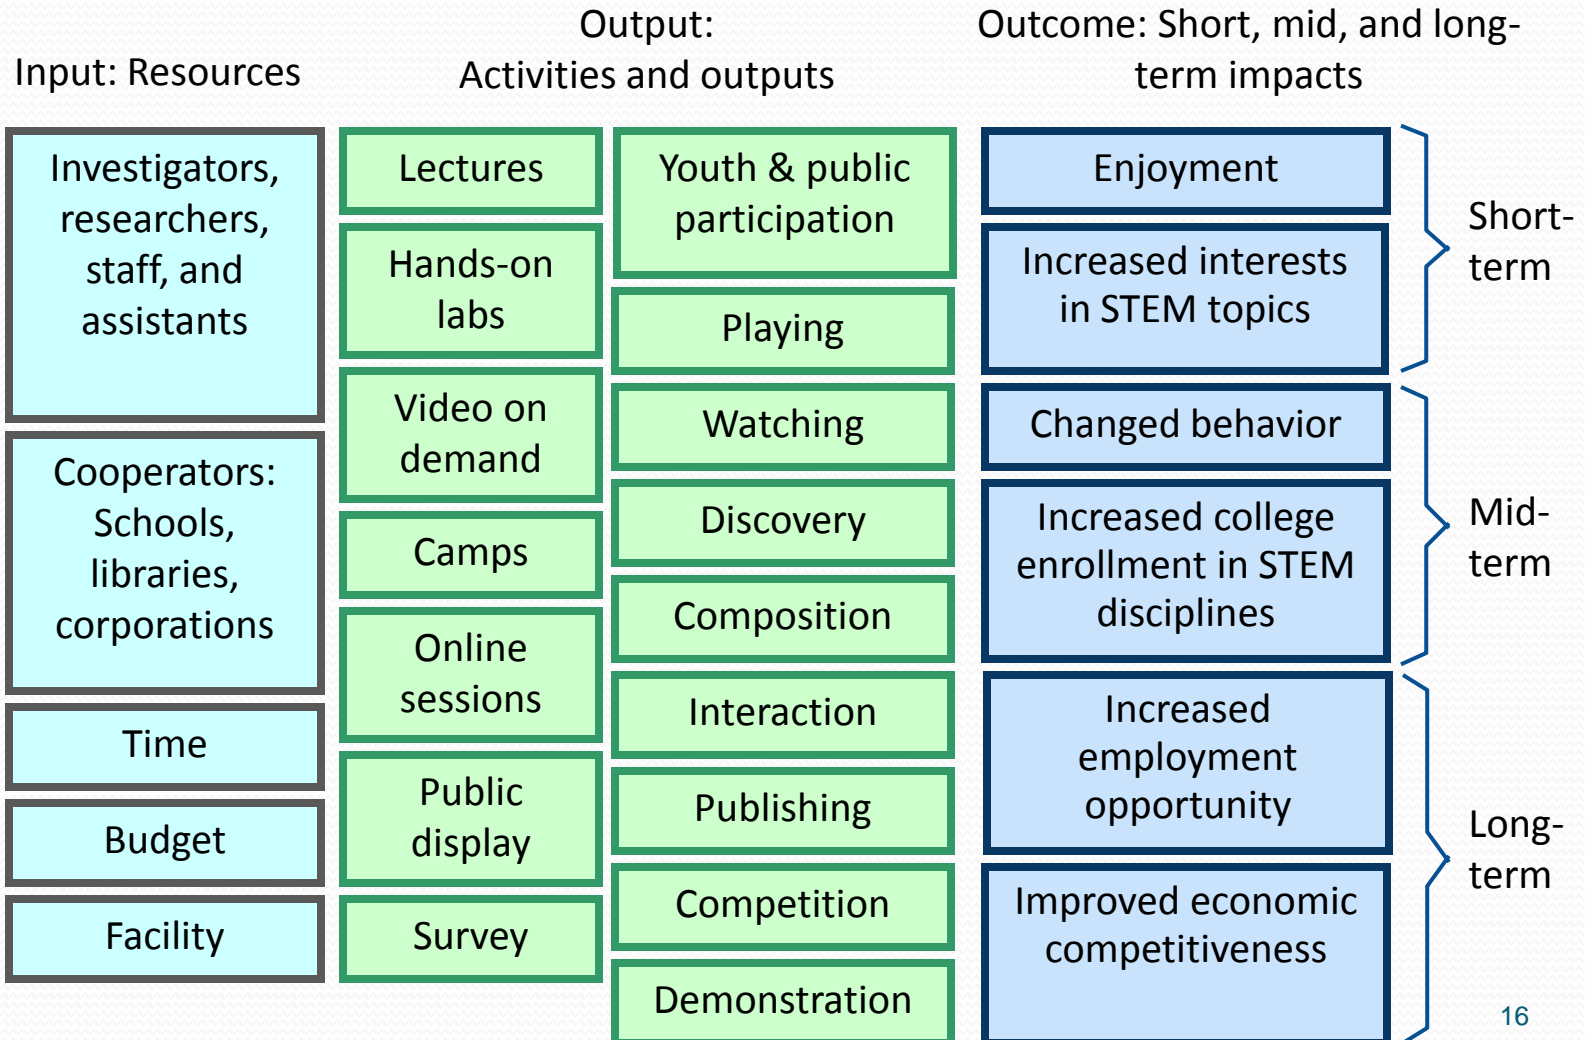 Input: Resources
Output:
Activities and outputs
Outcome: Short, mid, and long-
term impacts
Investigators,
researchers,
staff, and
assistants
Cooperators:
Schools,
libraries,
corporations
Time
Budget
Facility
Lectures
Hands-on
labs
Video on
demand
Camps
Online
sessions
Public
display
Survey
Youth & public
participation
Playing
Watching
Discovery
Composition
Interaction
Publishing
Competition
Demonstration
Enjoyment
Increased interests
in STEM topics
Changed behavior
Increased college
enrollment in STEM
disciplines
Increased
employment
opportunity
Improved economic
competitiveness
Short-
term
Mid-
term
Long-
term
16